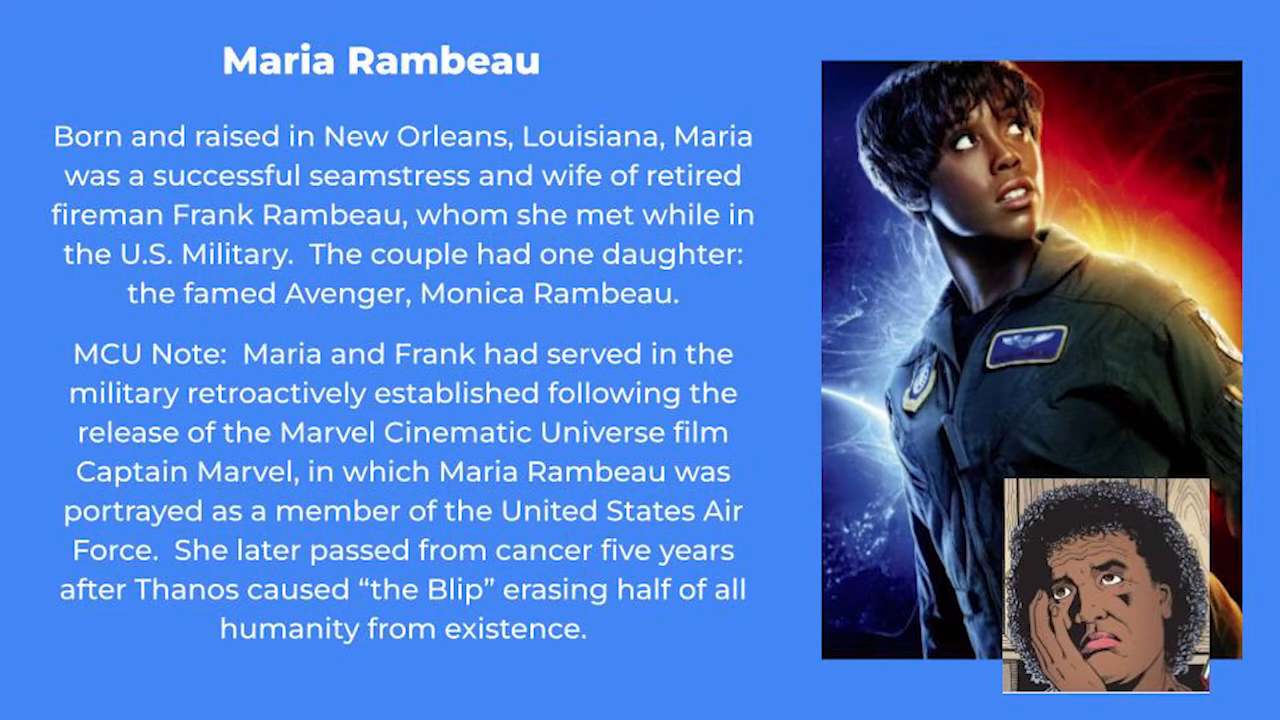 Maria Rambeau
Born and raised in New Orleans, Louisiana, Maria
was a successful seamstress and wife of retired
fireman Frank Rambeau, whom she met while in
the U.S. Military.  The couple had one daughter:
the famed Avenger, Monica Rambeau.
MCU Note:  Maria and Frank had served in the
military retroactively established following the
release of the Marvel Cinematic Universe film
Captain Marvel, in which Maria Rambeau was
portrayed as a member of the United States Air
Force.  She later passed from cancer five years
after Thanos caused “the Blip” erasing half of all
humanity from existence.